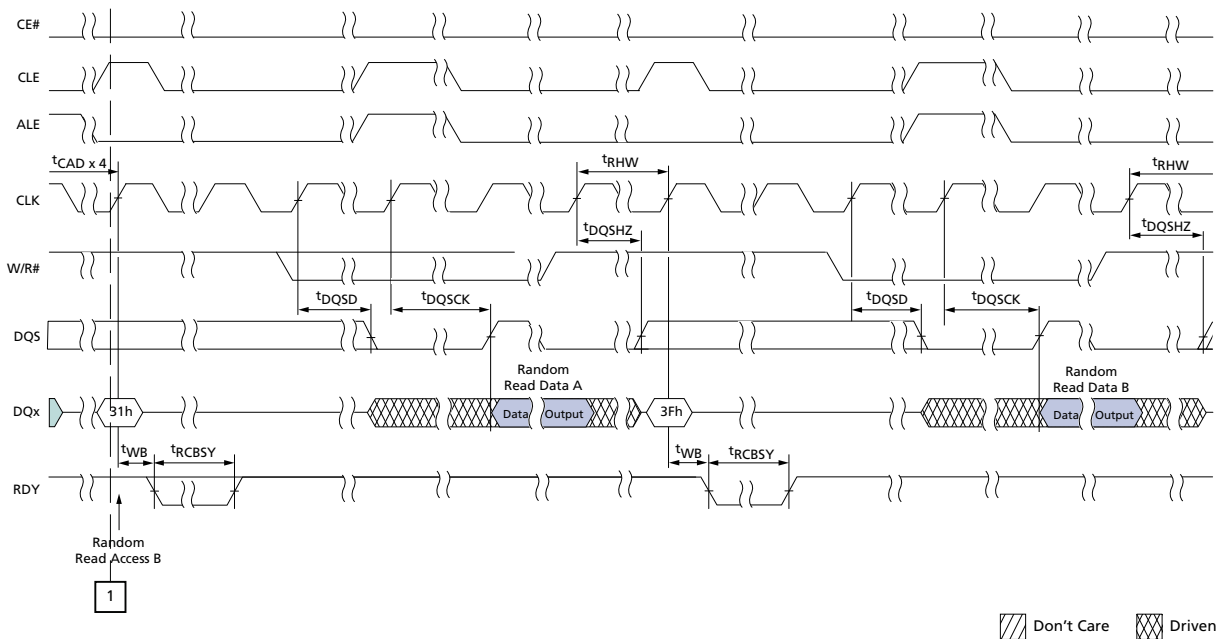 CE#
CLE
ALE
tCAD x 4
tRHW
tRHW
CLK
tDQSHZ
tDQSHZ
W/R#
tDQSD
tDQSCK
tDQSD
tDQSCK
DQS
Random
Read Data A
Random
Read Data B
DQx
31h
Data Output
3Fh
Data Output
tWB
tRCBSY
tWB
tRCBSY
RDY
Random
Read Access B
1
Don't Care
Driven